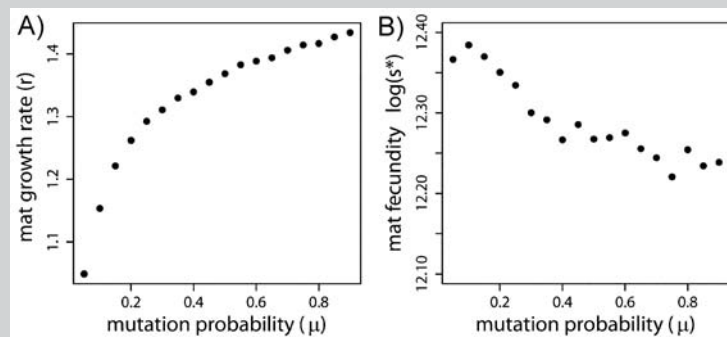 A)
mat growth rate (r)
1.4
1.3
1.2
1.1
0.2 0.4 0.6 0.8
mutation probability (μ)
B)
mat fecundity log(s*)
12.40
12.30
12.20
12.10
0.2 0.4 0.6 0.8
mutation probability (μ)